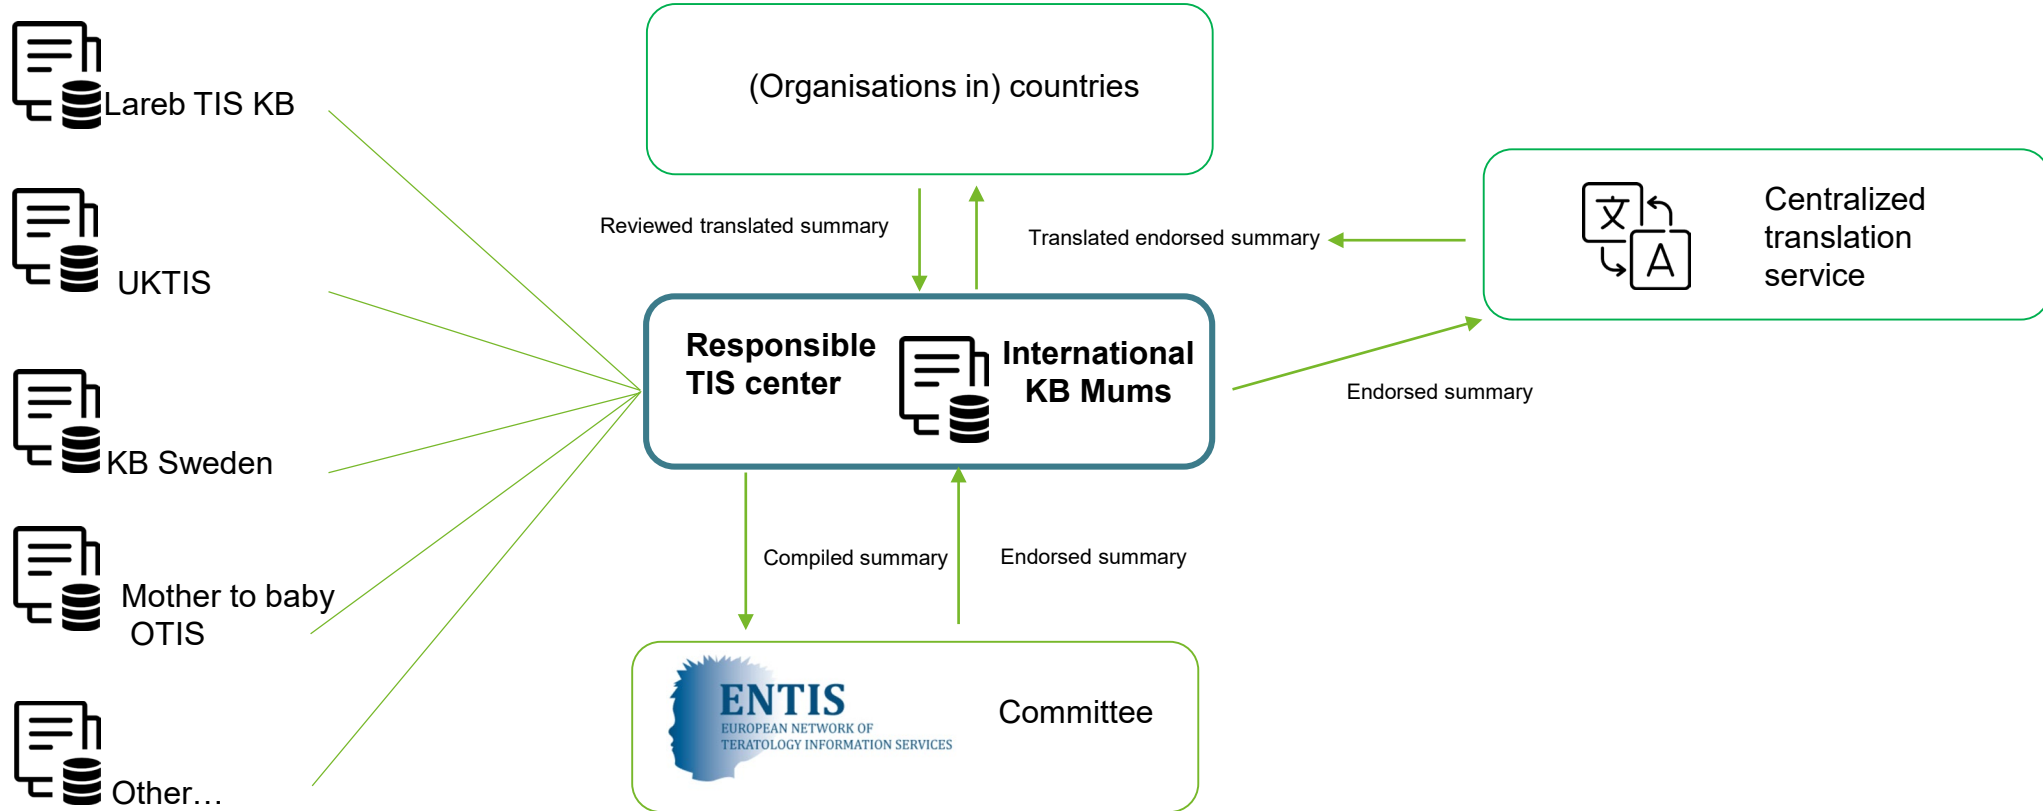 Lareb TIS KB
UKTIS
KB Sweden
Mother to baby
OTIS
Other…
(Organisations in) countries
Reviewed translated summary
Translated endorsed summary
文
A
Centralized
translation
service
Responsible
TIS center
International
KB Mums
Endorsed summary
Compiled summary
Endorsed summary
ENTIS
EUROPEAN NETWORK OF
TERATOLOGY INFORMATION SERVICES
Committee